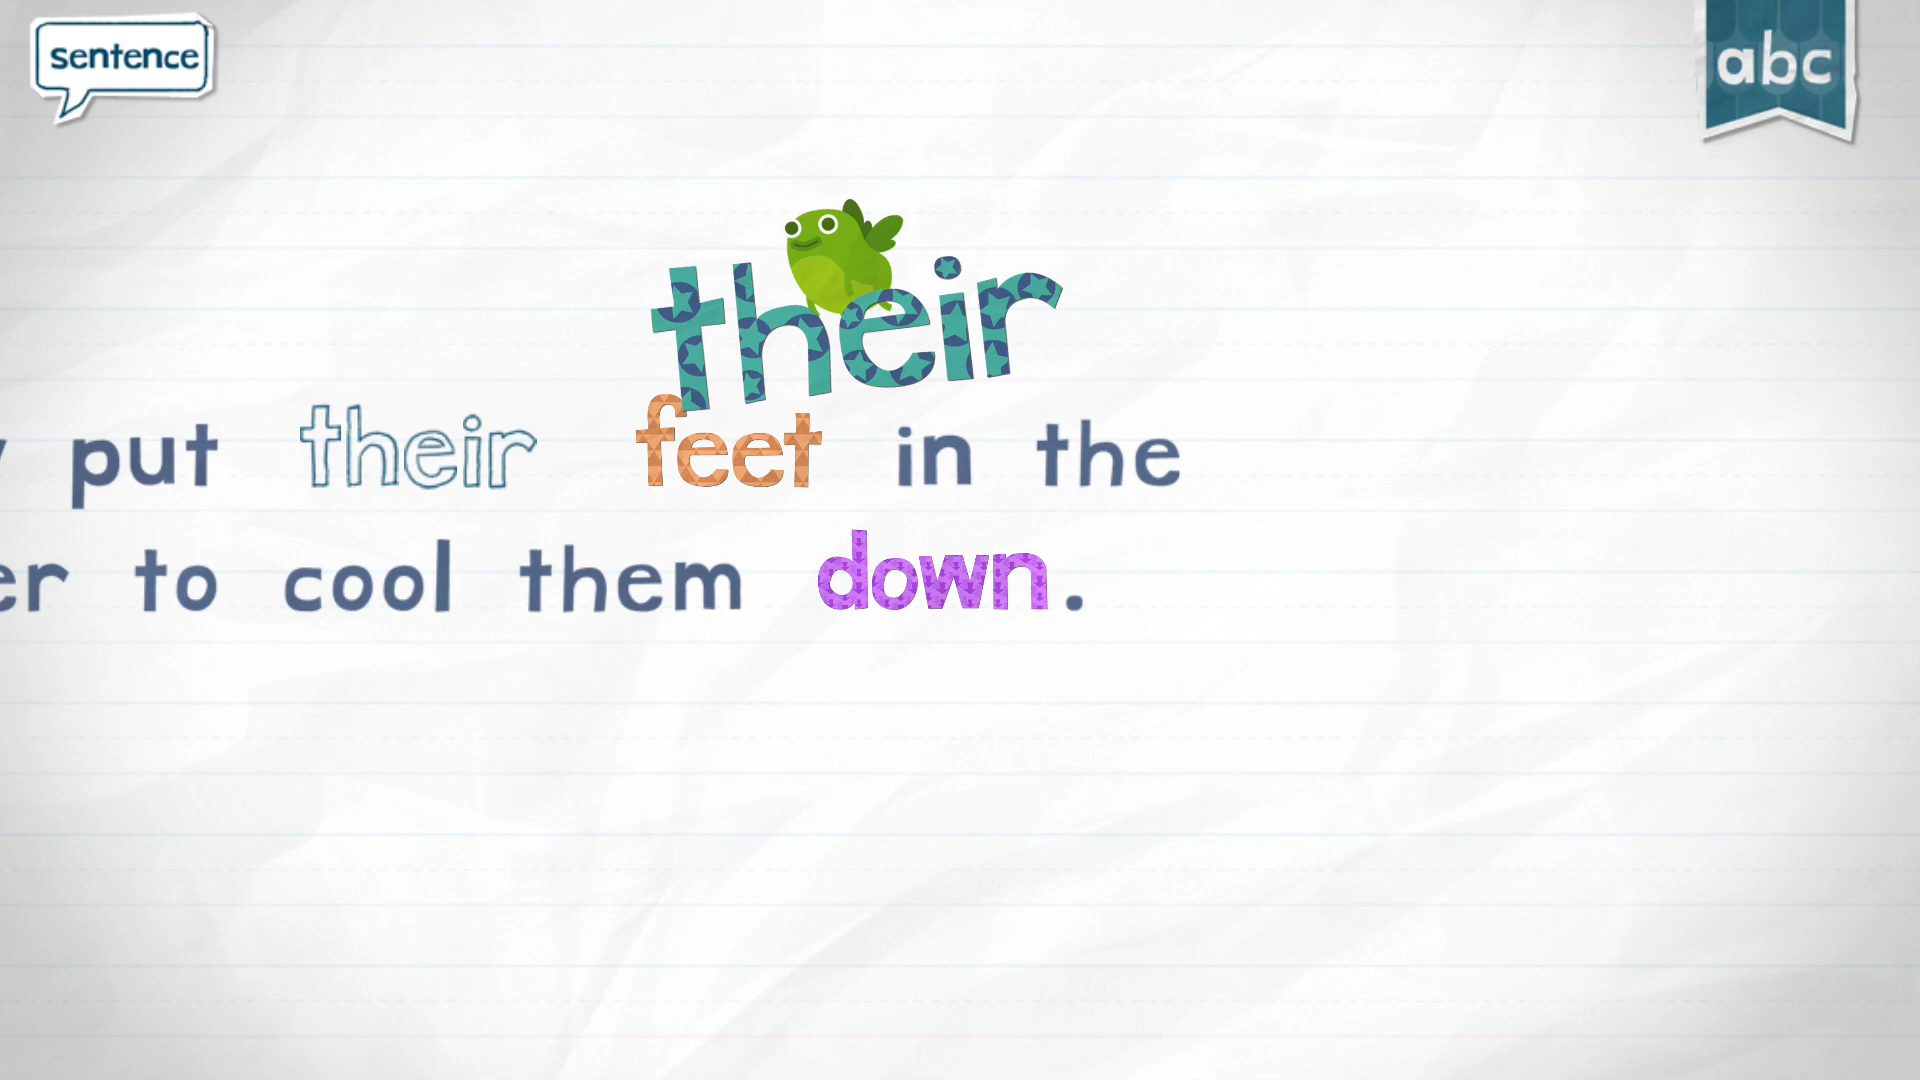 sentence
abc
their
put their feet in the
er to cool them down.